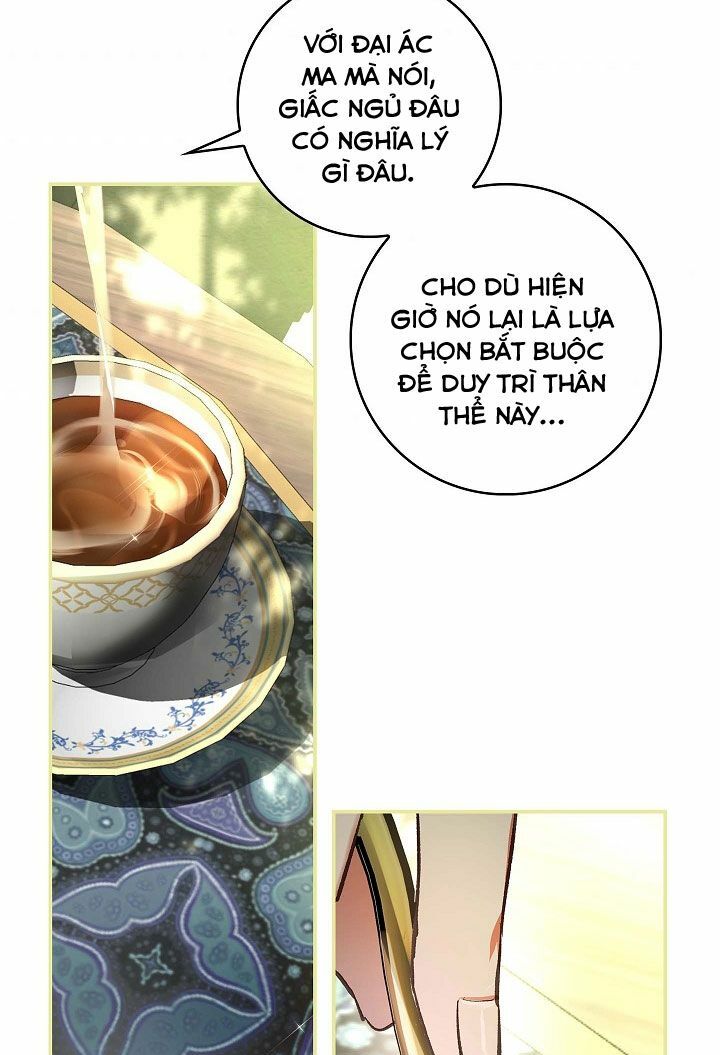 VỚI ĐẠI ÁC
MA MÀ NÓI,
GIẤC NGỦ ĐÂU
CÓ NGHĨA LÝ
GÌ ĐÂU.
CHO DÙ HIỆN
GIỜ NÓ LẠI LÀ LỰA
CHỌN BẮT BUỘC
ĐỂ DUY TRÌ THÂN
THỂ NÀY...